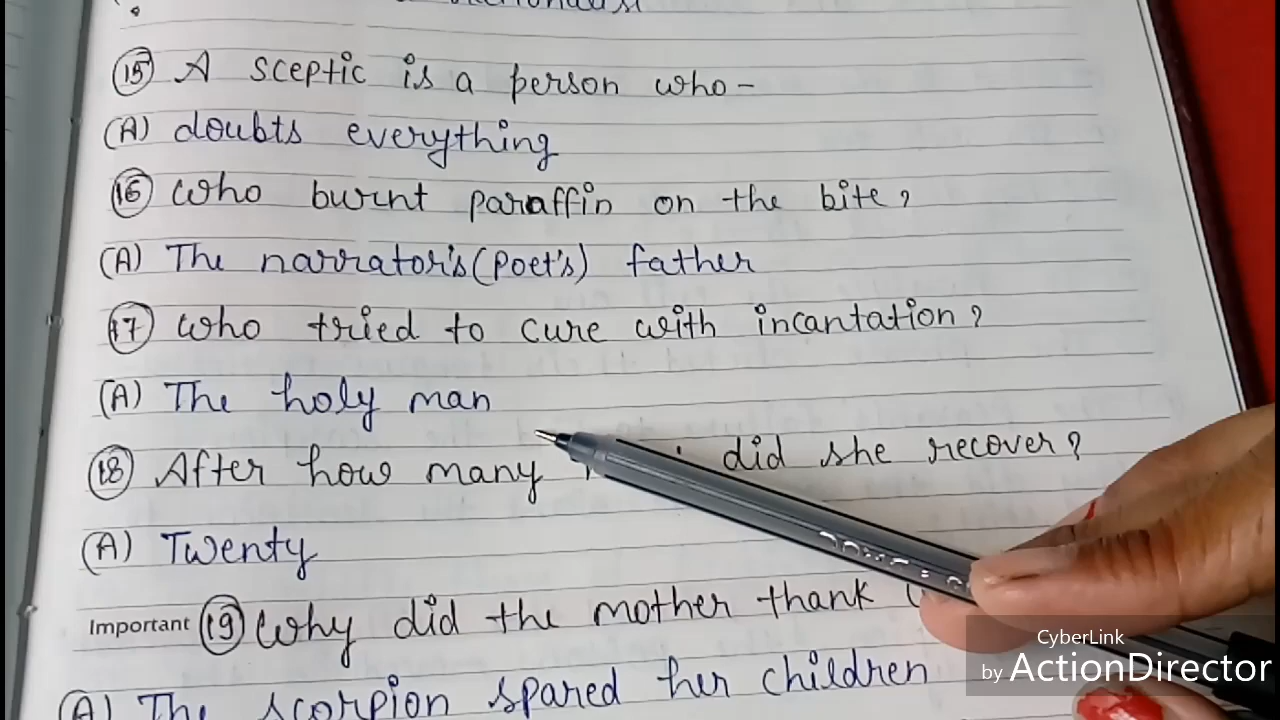 15 A sceptic is a person who-
(A) doubts everything
16 Who burnt paraffin on the bite?
(A) The narrator's (poet's) father
17 Who tried to cure with incantation?
(A) The holy man
18 After how many did she recover?
(A) Twenty
Important 19 Why did the mother thank
(A) The scorpion spared her children
CyberLink
by ActionDirector